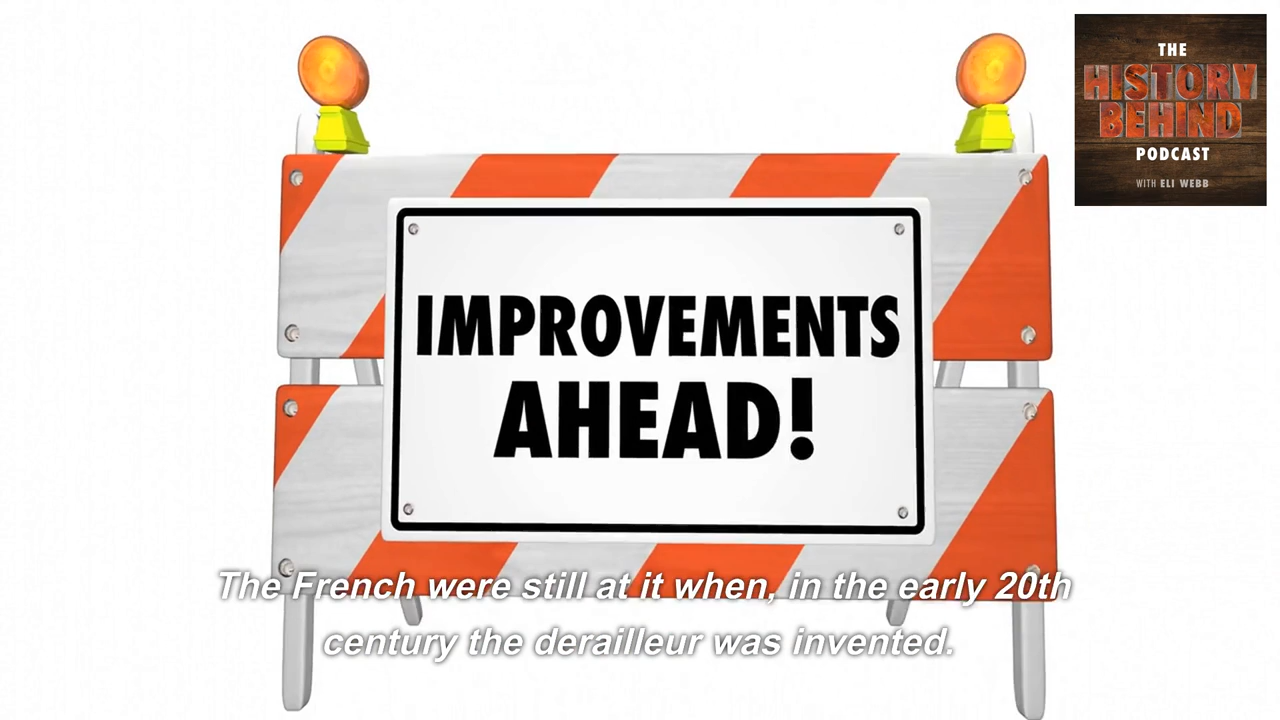 THE
HISTORY
BEHIND
PODCAST
WITH ELI WEBB
IMPROVEMENTS
AHEAD!
The French were still at it when, in the early 20th
century the derailleur was invented.